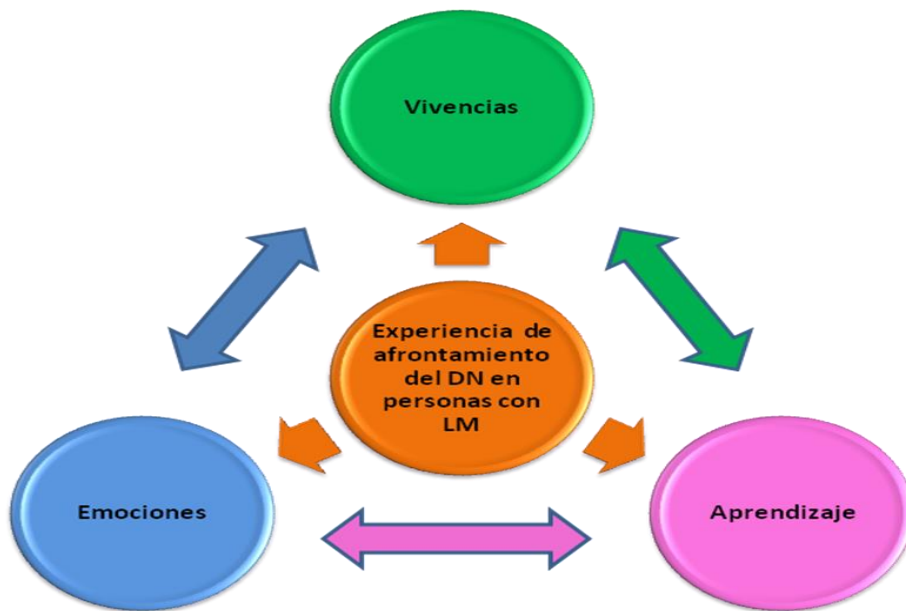 Vivencias
Experiencia de
afrontamiento
del DN en
personas con
LM
Emociones
Aprendizaje